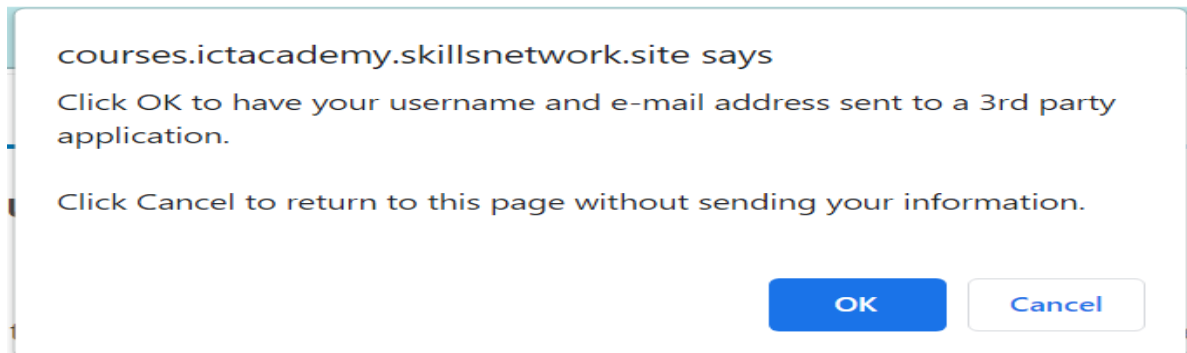 courses.ictacademy.skillsnetwork.site says
Click OK to have your username and e-mail address sent to a 3rd party
application.
Click Cancel to return to this page without sending your information.
OK
Cancel